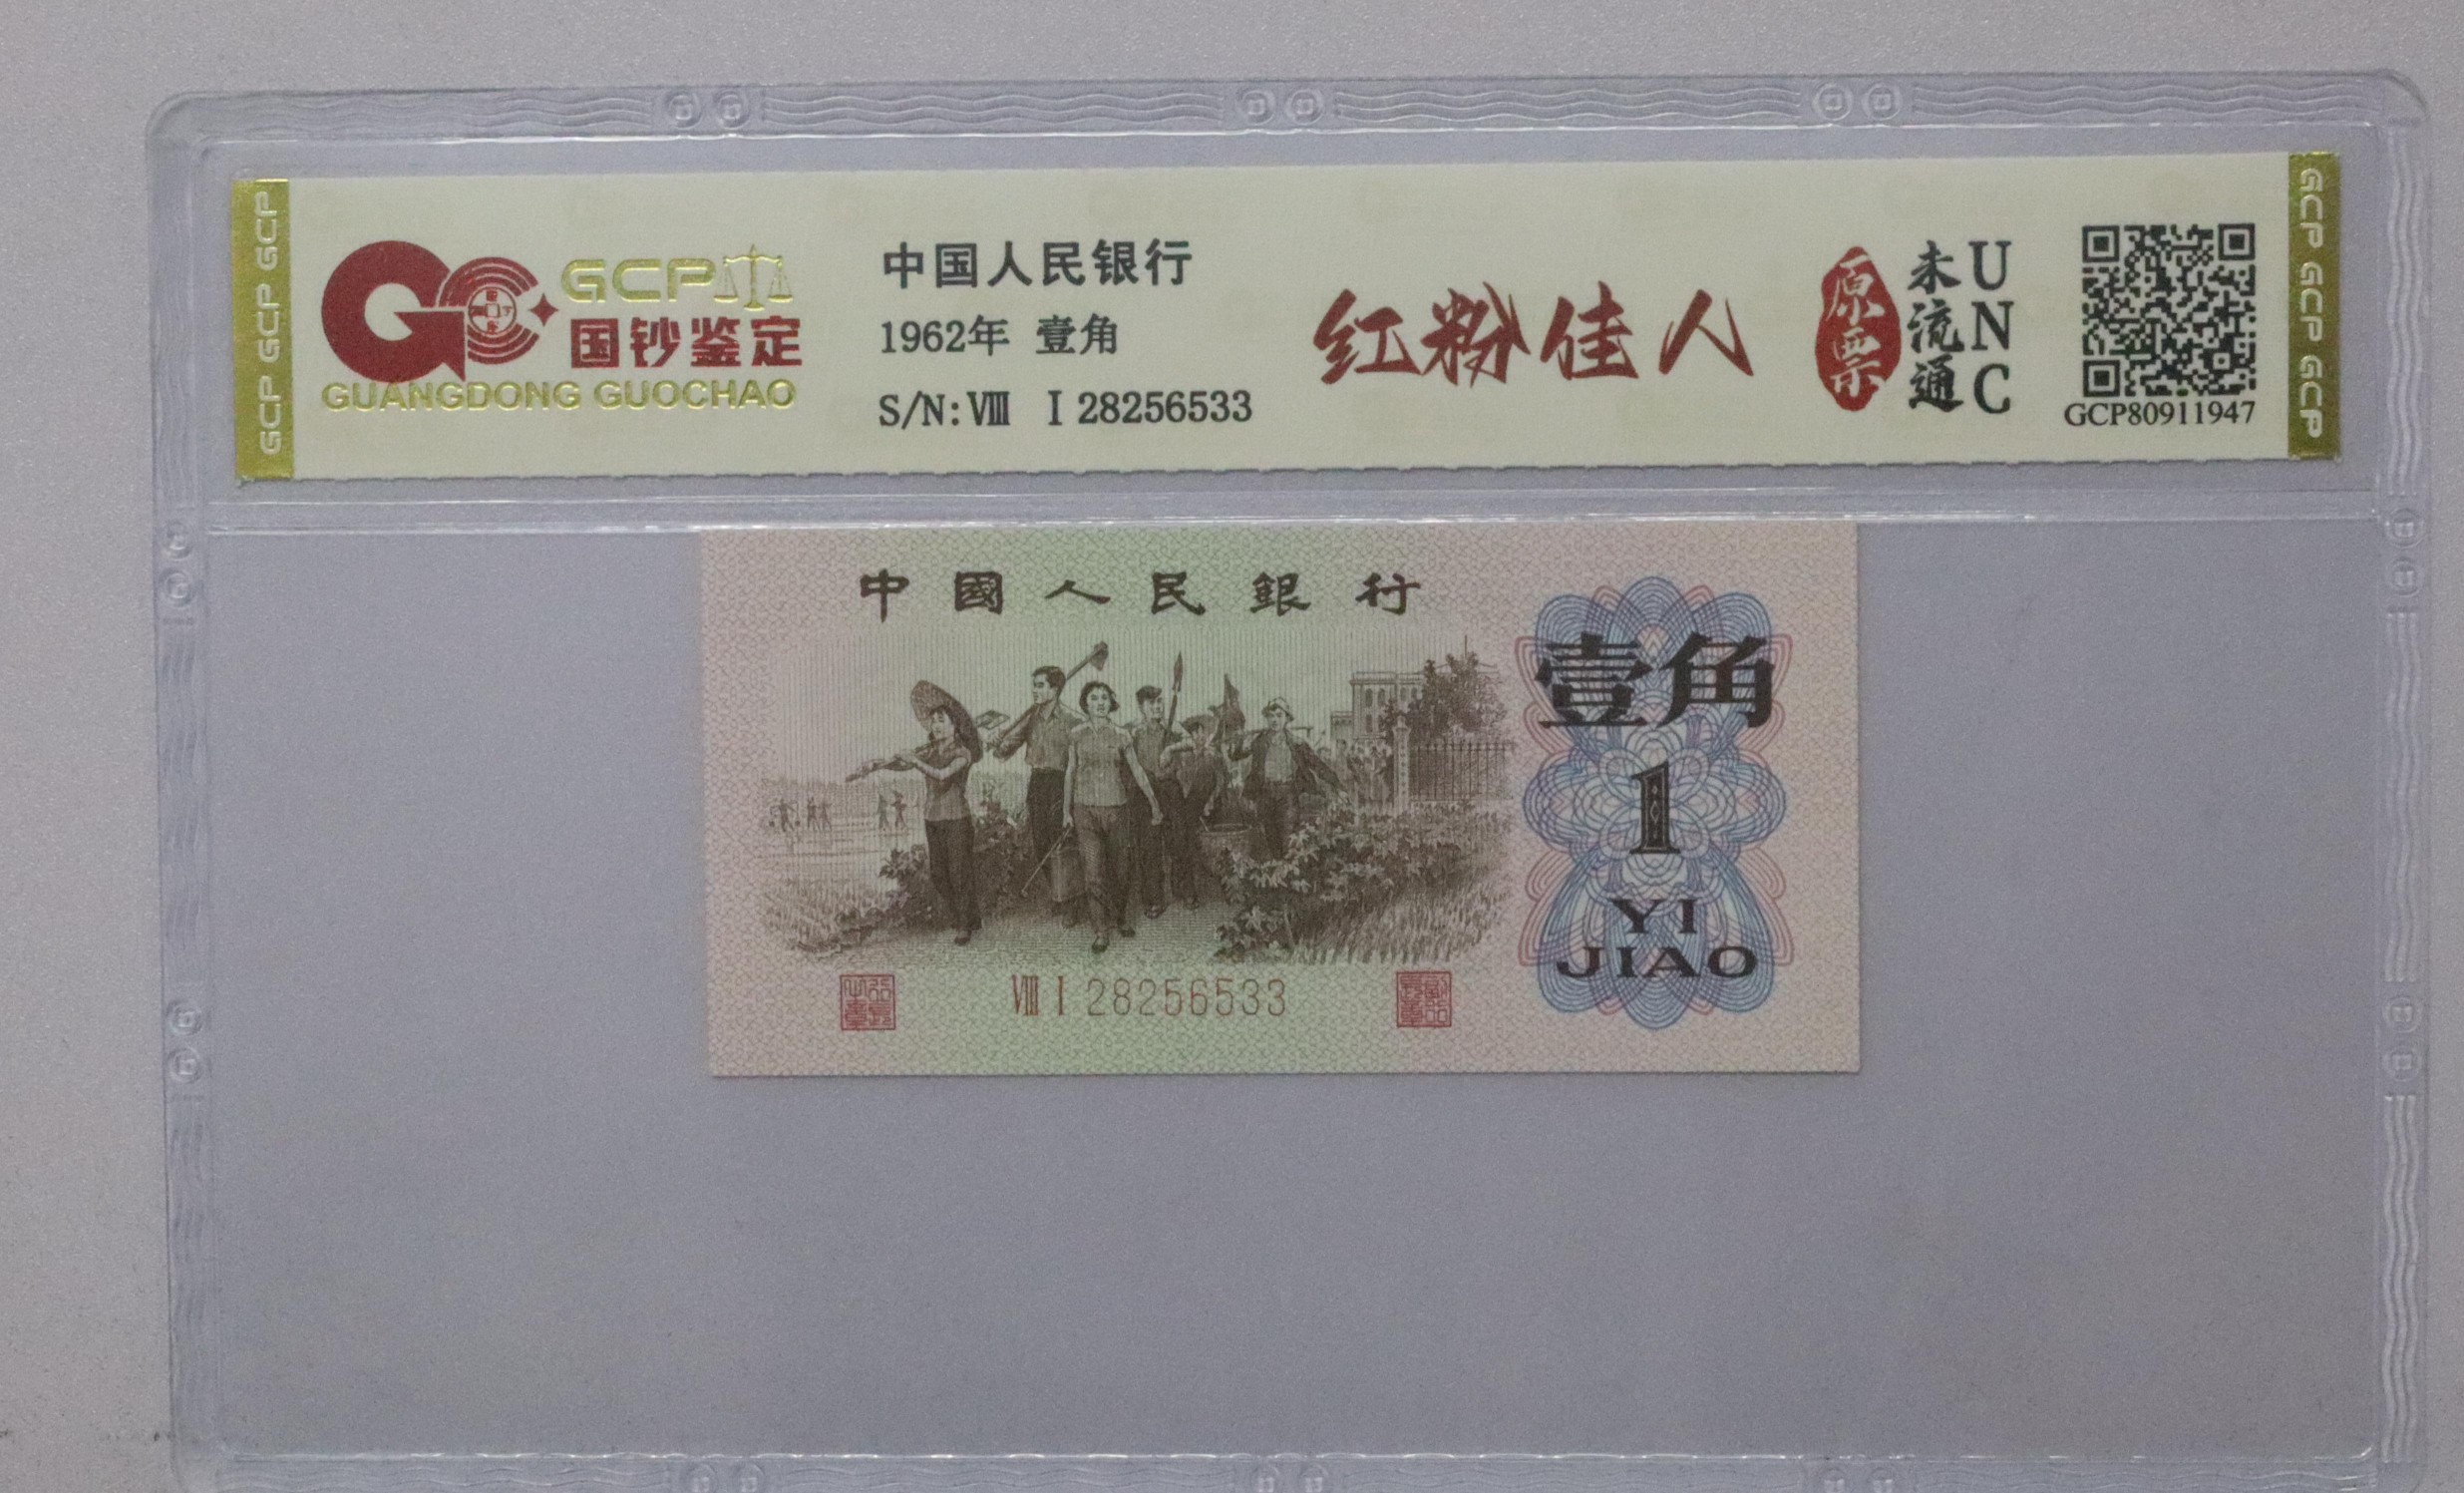 GCP GCP GCP
GCP
国钞鉴定
GUANGDONG GUOCHAO
中国人民银行
1962年 壹角
S/N:Ⅷ Ⅰ 28256533
红粉佳人
原票
未流通
UNC
GCP80911947
GCP GCP GCP
中國人民銀行
壹角
1
YI
JIAO
Ⅷ Ⅰ 28256533